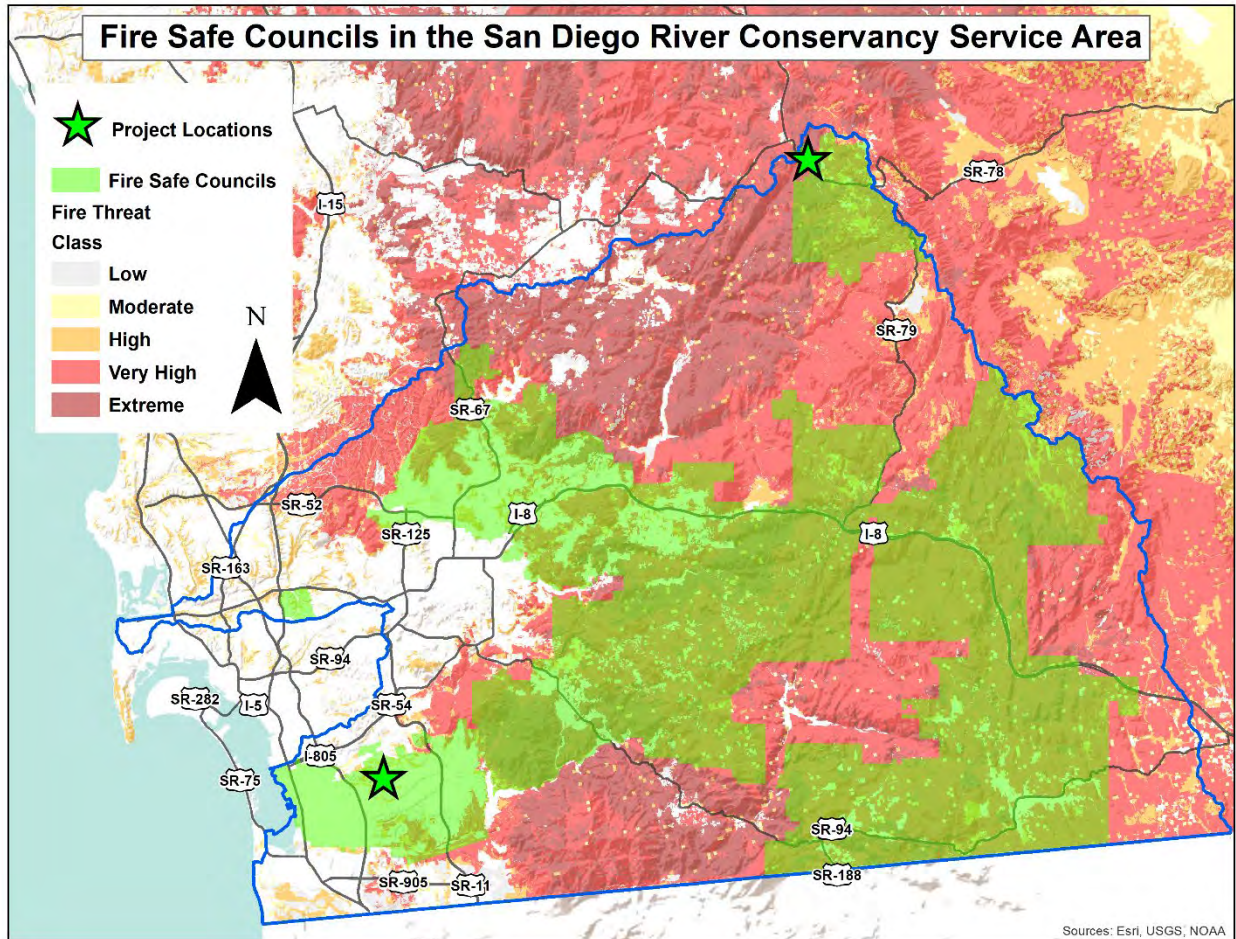 Fire Safe Councils in the San Diego River Conservancy Service Area
Project Locations
Fire Safe Councils
Fire Threat
Class
Low
Moderate
High
Very High
Extreme
N
I-15
SR-78
SR-79
SR-67
SR-52
SR-125
I-8
I-8
SR-163
SR-94
SR-282
I-5
SR-54
I-805
SR-75
SR-94
SR-188
SR-905
SR-11
Sources: Esri, USGS, NOAA